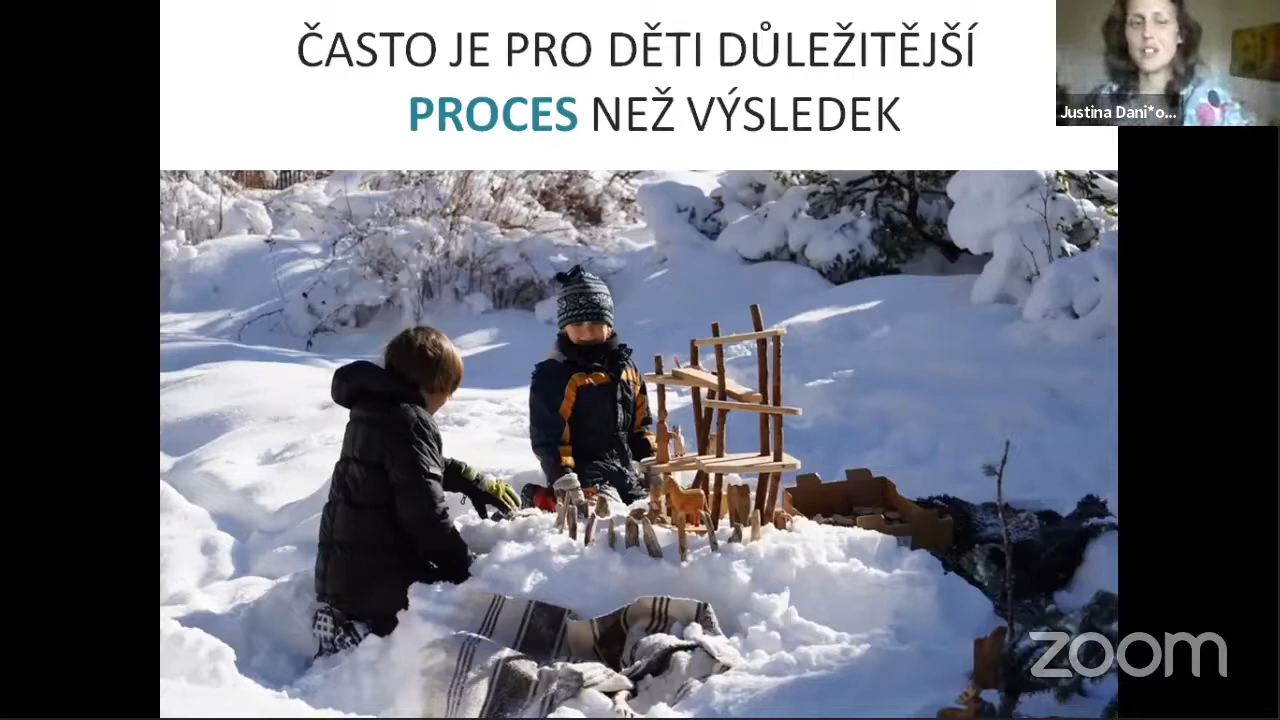 ČASTO JE PRO DĚTI DŮLEŽITĚJŠÍ
PROCES NEŽ VÝSLEDEK
Justina Dani*o...
zoom